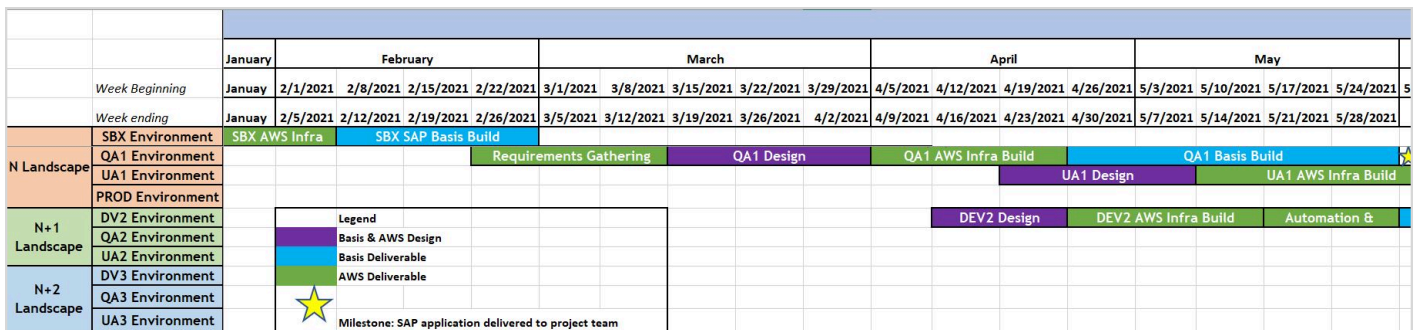 January February March April May
Week Beginning Januay 2/1/2021 2/8/2021 2/15/2021 2/22/2021 3/1/2021 3/8/2021 3/15/2021 3/22/2021 3/29/2021 4/5/2021 4/12/2021 4/19/2021 4/26/2021 5/3/2021 5/10/2021 5/17/2021 5/24/2021 5
Week ending Januay 2/5/2021 2/12/2021 2/19/2021 2/26/2021 3/5/2021 3/12/2021 3/19/2021 3/26/2021 4/2/2021 4/9/2021 4/16/2021 4/23/2021 4/30/2021 5/7/2021 5/14/2021 5/21/2021 5/28/2021
N Landscape
SBX Environment SBX AWS Infra SBX SAP Basis Build
QA1 Environment Requirements Gathering QA1 Design QA1 AWS Infra Build QA1 Basis Build
UA1 Environment UA1 Design UA1 AWS Infra Build
PROD Environment
N+1
Landscape
DV2 Environment DEV2 Design DEV2 AWS Infra Build Automation &
QA2 Environment
UA2 Environment
N+2
Landscape
DV3 Environment
QA3 Environment
UA3 Environment
Legend
Basis & AWS Design
Basis Deliverable
AWS Deliverable
Milestone: SAP application delivered to project team